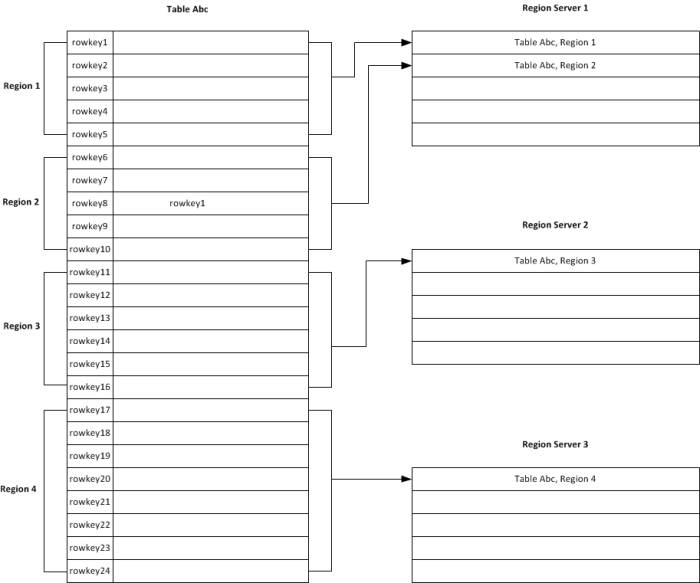 Table Abc
Region Server 1
Region 1
rowkey1
rowkey2
rowkey3
rowkey4
rowkey5
Region 2
rowkey6
rowkey7
rowkey8 rowkey1
rowkey9
rowkey10
Region 3
rowkey11
rowkey12
rowkey13
rowkey14
rowkey15
rowkey16
Region 4
rowkey17
rowkey18
rowkey19
rowkey20
rowkey21
rowkey22
rowkey23
rowkey24
Table Abc, Region 1
Table Abc, Region 2
Region Server 2
Table Abc, Region 3
Region Server 3
Table Abc, Region 4